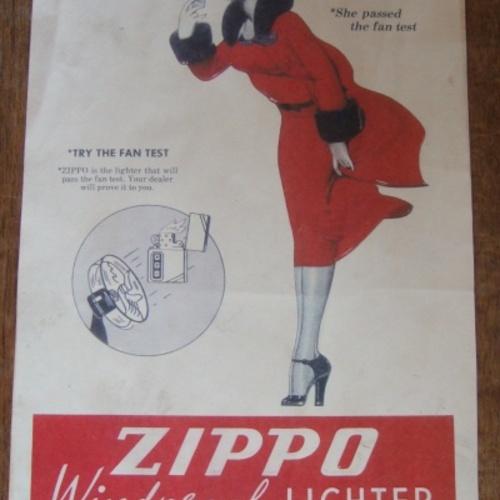 *She passed
the fan test
*TRY THE FAN TEST
*ZIPPO is the lighter that will
pass the fan test. Your dealer
will prove it to you.
ZIPPO
LIGHTER